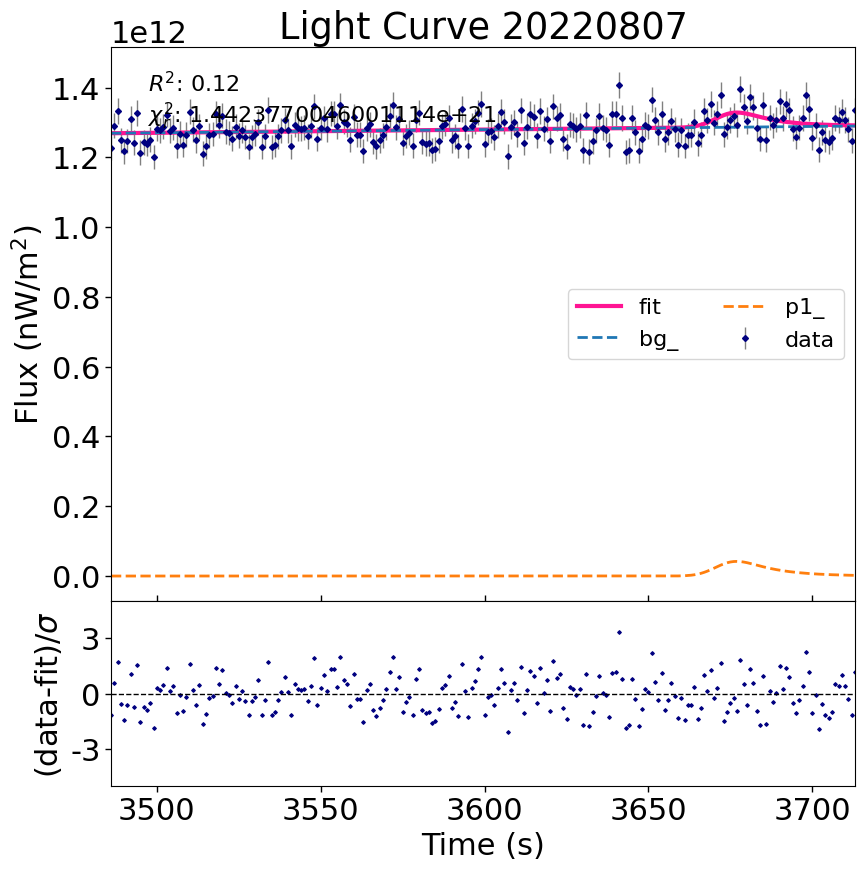 Light Curve 20220807
1e12
R²: 0.12
χ²ᵣ: 1.4423770046001114e+21
1.4
1.2
1.0
0.8
0.6
0.4
0.2
0.0
Flux (nW/m²)
fit
bg_
p1_
data
3
0
-3
(data-fit)/σ
3500
3550
3600
3650
3700
Time (s)